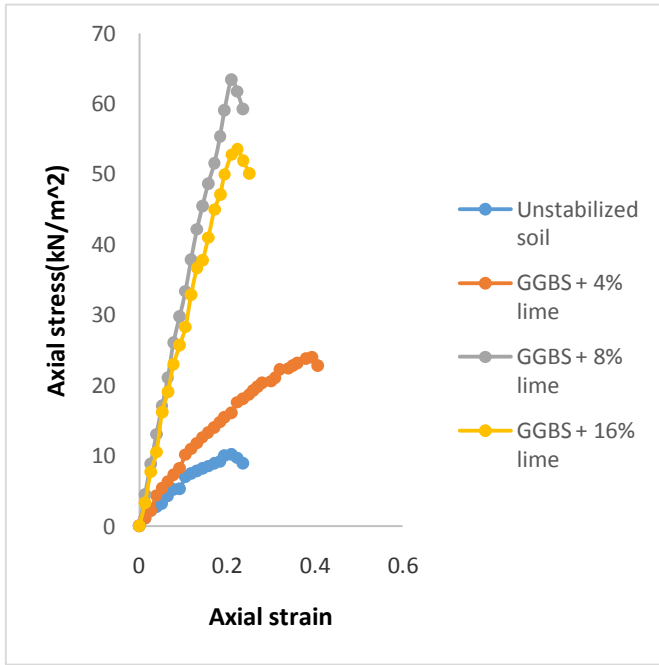 70
60
50
40
30
20
10
0
0
0.2
0.4
0.6
Axial stress(kN/m^2)
Axial strain
Unstabilized
soil
GGBS + 4%
lime
GGBS + 8%
lime
GGBS + 16%
lime